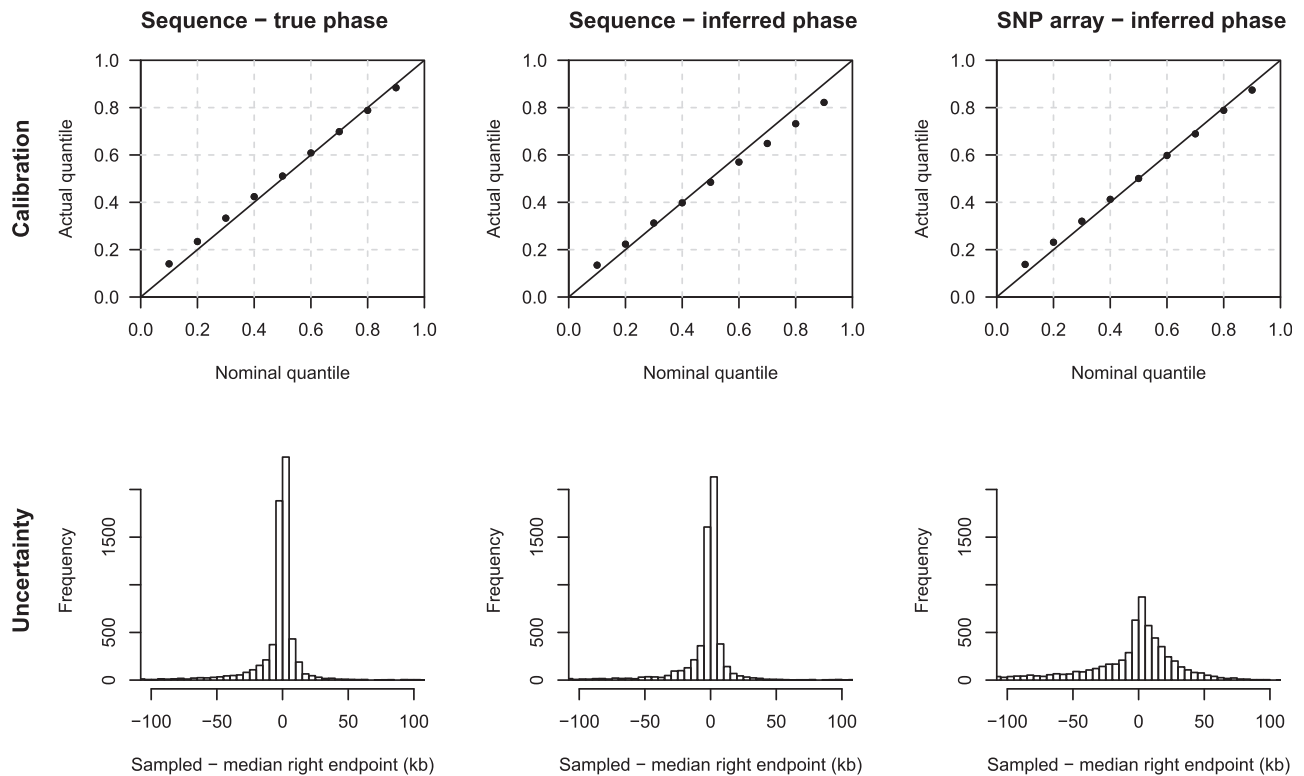 Sequence − true phase
Sequence − inferred phase
SNP array − inferred phase
Calibration
Actual quantile
1.0
0.8
0.6
0.4
0.2
0.0
0.0 0.2 0.4 0.6 0.8 1.0
Nominal quantile
Actual quantile
1.0
0.8
0.6
0.4
0.2
0.0
0.0 0.2 0.4 0.6 0.8 1.0
Nominal quantile
Actual quantile
1.0
0.8
0.6
0.4
0.2
0.0
0.0 0.2 0.4 0.6 0.8 1.0
Nominal quantile
Uncertainty
Frequency
1500
500
0
−100 −50 0 50 100
Sampled − median right endpoint (kb)
Frequency
1500
500
0
−100 −50 0 50 100
Sampled − median right endpoint (kb)
Frequency
1500
500
0
−100 −50 0 50 100
Sampled − median right endpoint (kb)